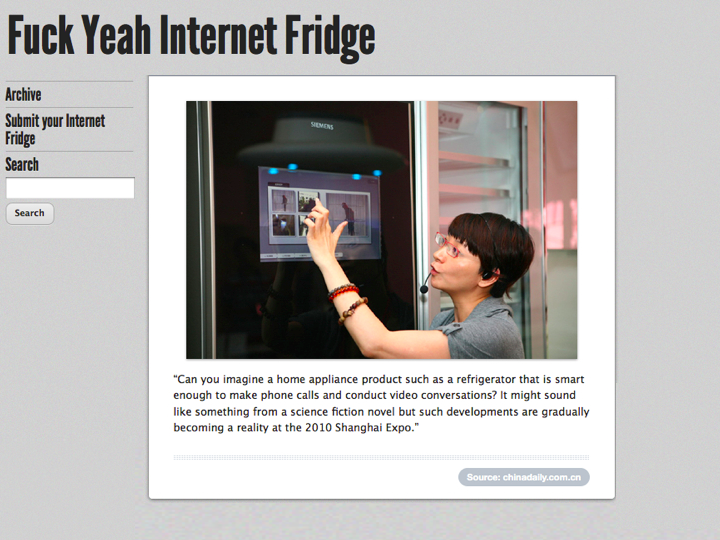 Fuck Yeah Internet Fridge
Archive
Submit your Internet
Fridge
Search
Search
SIEMENS
“Can you imagine a home appliance product such as a refrigerator that is smart
enough to make phone calls and conduct video conversations? It might sound
like something from a science fiction novel but such developments are gradually
becoming a reality at the 2010 Shanghai Expo.”
Source: chinadaily.com.cn